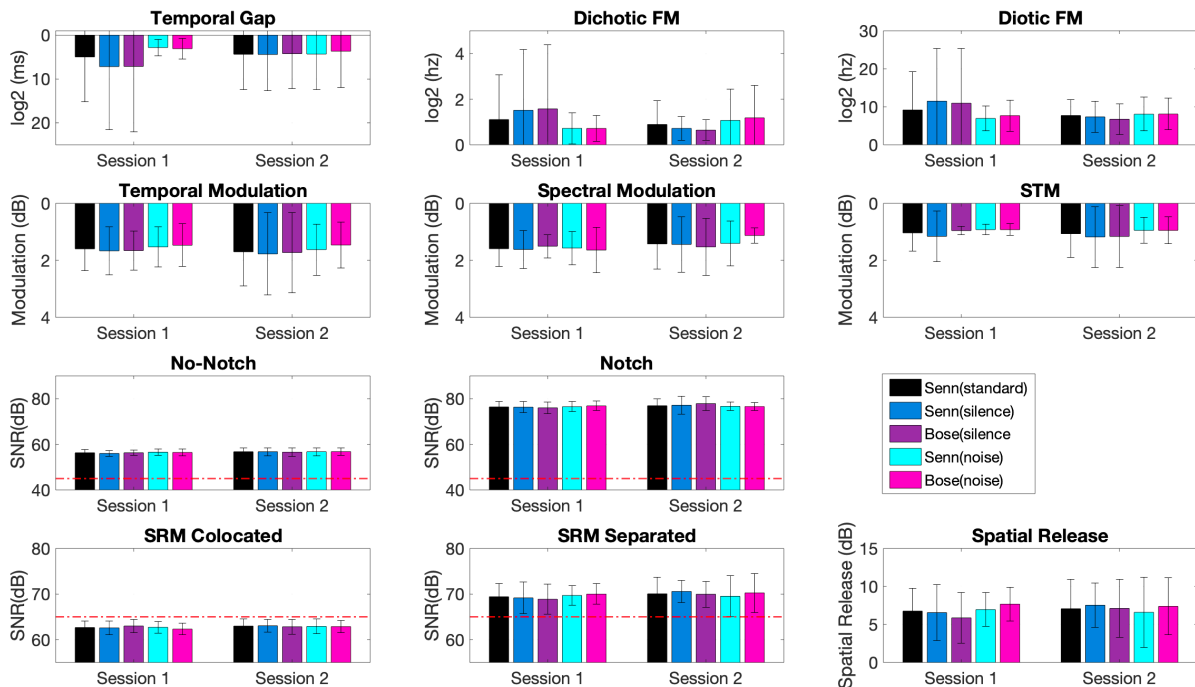 Temporal Gap
Dichotic FM
Diotic FM
log2 (ms)
0
10
20
Session 1
Session 2
log2 (hz)
4
2
0
Session 1
Session 2
log2 (hz)
30
20
10
0
Session 1
Session 2
Temporal Modulation
Spectral Modulation
STM
Modulation (dB)
0
2
4
Session 1
Session 2
Modulation (dB)
0
2
4
Session 1
Session 2
Modulation (dB)
0
2
4
Session 1
Session 2
No-Notch
Notch
SNR(dB)
80
60
40
Session 1
Session 2
SNR(dB)
80
60
40
Session 1
Session 2
Senn(standard)
Senn(silence)
Bose(silence
Senn(noise)
Bose(noise)
SRM Colocated
SRM Separated
Spatial Release
SNR(dB)
80
70
60
Session 1
Session 2
SNR(dB)
80
70
60
Session 1
Session 2
Spatial Release (dB)
15
10
5
0
Session 1
Session 2